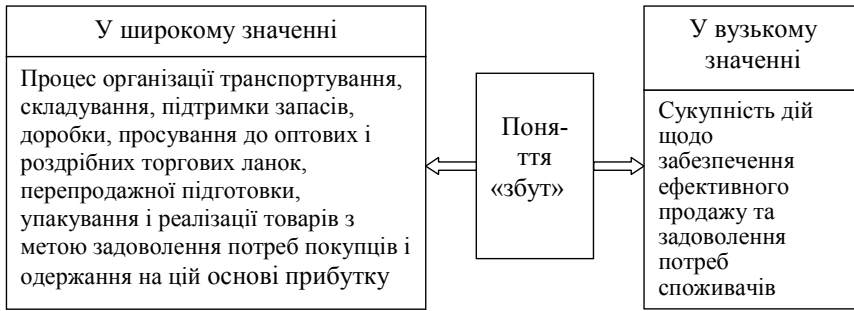 У широкому значенні
Процес організації транспортування,
складування, підтримки запасів,
доробки, просування до оптових і
роздрібних торгових ланок,
перепродажної підготовки,
упакування і реалізації товарів з
метою задоволення потреб покупців і
одержання на цій основі прибутку
Поня-
ття
«збут»
У вузькому
значенні
Сукупність дій
щодо
забезпечення
ефективного
продажу та
задоволення
потреб
споживачів